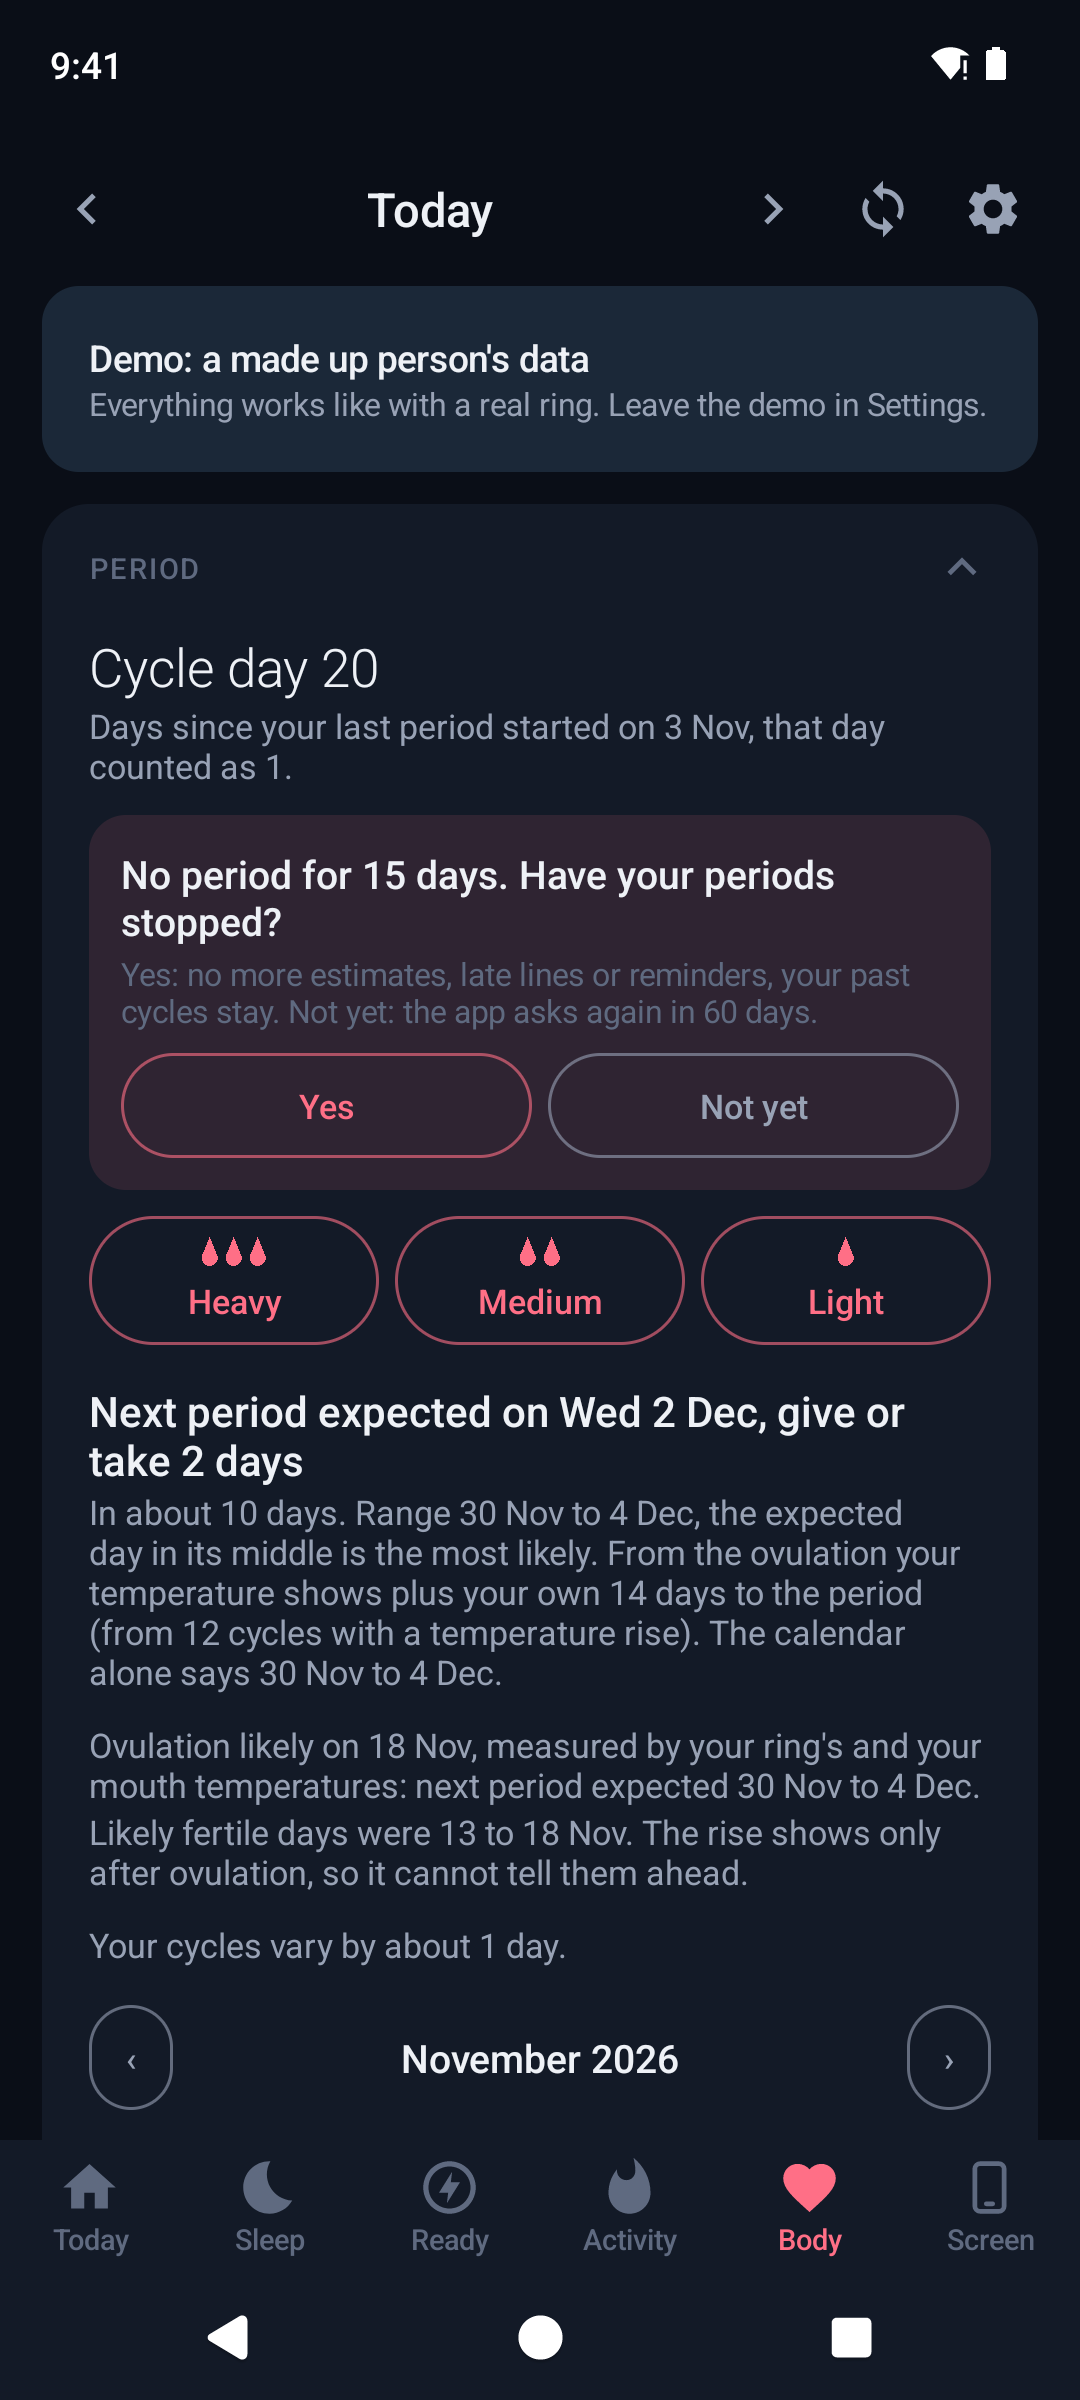 9:41
Today
Demo: a made up person's data
Everything works like with a real ring. Leave the demo in Settings.
PERIOD
Cycle day 20
Days since your last period started on 3 Nov, that day
counted as 1.
No period for 15 days. Have your periods
stopped?
Yes: no more estimates, late lines or reminders, your past
cycles stay. Not yet: the app asks again in 60 days.
Yes
Not yet
Heavy
Medium
Light
Next period expected on Wed 2 Dec, give or
take 2 days
In about 10 days. Range 30 Nov to 4 Dec, the expected
day in its middle is the most likely. From the ovulation your
temperature shows plus your own 14 days to the period
(from 12 cycles with a temperature rise). The calendar
alone says 30 Nov to 4 Dec.
Ovulation likely on 18 Nov, measured by your ring's and your
mouth temperatures: next period expected 30 Nov to 4 Dec.
Likely fertile days were 13 to 18 Nov. The rise shows only
after ovulation, so it cannot tell them ahead.
Your cycles vary by about 1 day.
‹
November 2026
›
Today
Sleep
Ready
Activity
Body
Screen